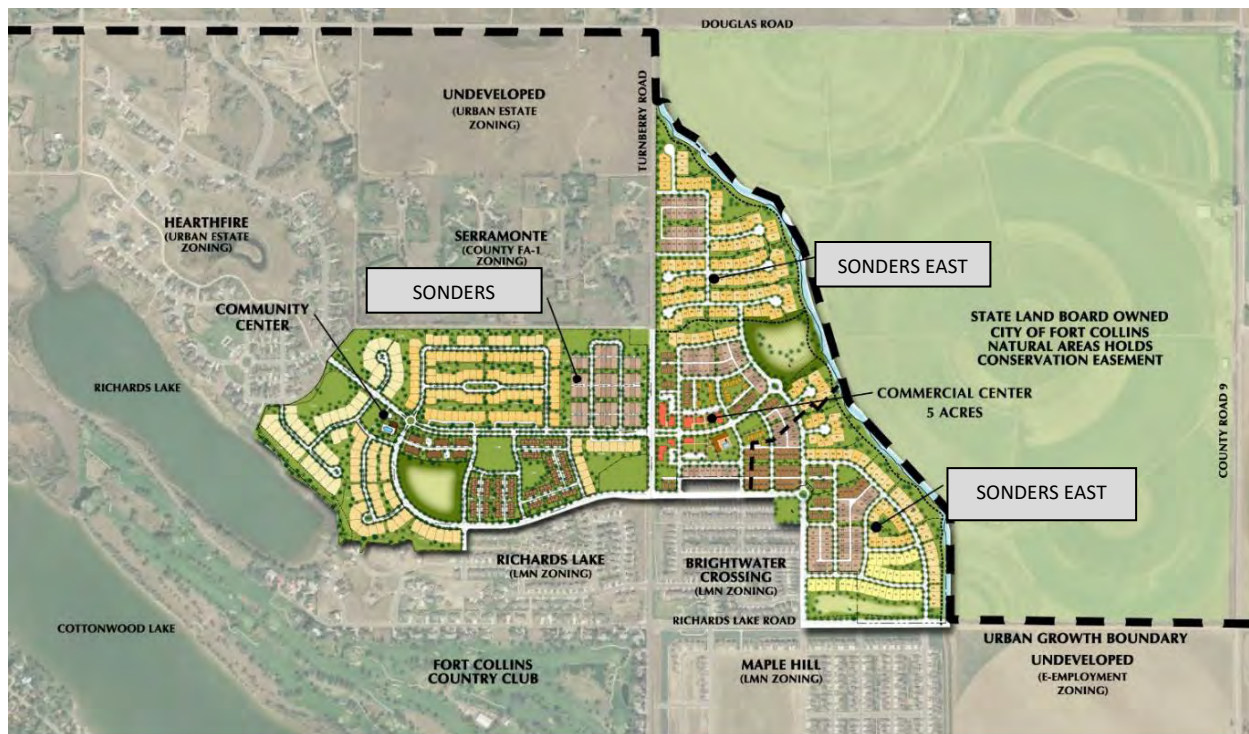 DOUGLAS ROAD
UNDEVELOPED
(URBAN ESTATE
ZONING)
TURNBERRY ROAD
HEARTHFIRE
(URBAN ESTATE
ZONING)
SERRAMONTE
(COUNTY FA-1
ZONING)
SONDERS EAST
SONDERS
COMMUNITY
CENTER
STATE LAND BOARD OWNED
CITY OF FORT COLLINS
NATURAL AREAS HOLDS
CONSERVATION EASEMENT
RICHARDS LAKE
COMMERCIAL CENTER
5 ACRES
COUNTY ROAD 9
SONDERS EAST
RICHARDS LAKE
(LMN ZONING)
BRIGHTWATER
CROSSING
(LMN ZONING)
RICHARDS LAKE ROAD
COTTONWOOD LAKE
URBAN GROWTH BOUNDARY
FORT COLLINS
COUNTRY CLUB
MAPLE HILL
(LMN ZONING)
UNDEVELOPED
(E-EMPLOYMENT
ZONING)